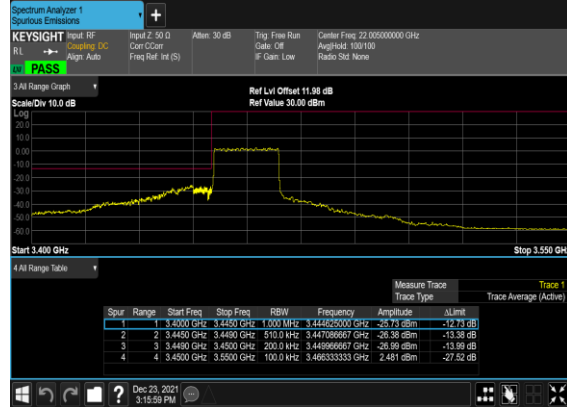 Spectrum Analyzer 1
Spurious Emissions
+
KEYSIGHT Input: RF Input Z: 50 Ω Atten: 30 dB Trig: Free Run Center Freq: 22.005000000 GHz
RL Coupling: DC Corr CCorr Gate: Off Avg|Hold: 100/100
Align: Auto Freq Ref: Int (S) IF Gain: Low Radio Std: None
PASS
3 All Range Graph
Ref Lvl Offset 11.98 dB
Scale/Div 10.0 dB Ref Value 30.00 dBm
Log
20.0
10.0
0.00
-10.0
-20.0
-30.0
-40.0
-50.0
-60.0
Start 3.400 GHz Stop 3.550 GHz
4 All Range Table
Measure Trace Trace 1
Trace Type Trace Average (Active)
Spur Range Start Freq Stop Freq RBW Frequency Amplitude ΔLimit
1 1 3.4000 GHz 3.4450 GHz 1.000 MHz 3.444625000 GHz -25.73 dBm -12.73 dB
2 2 3.4450 GHz 3.4490 GHz 510.0 kHz 3.447086667 GHz -26.38 dBm -13.38 dB
3 3 3.4490 GHz 3.4500 GHz 200.0 kHz 3.449966667 GHz -26.99 dBm -13.99 dB
4 4 3.4500 GHz 3.5500 GHz 100.0 kHz 3.466333333 GHz 2.481 dBm -27.52 dB
? Dec 23, 2021
3:15:59 PM